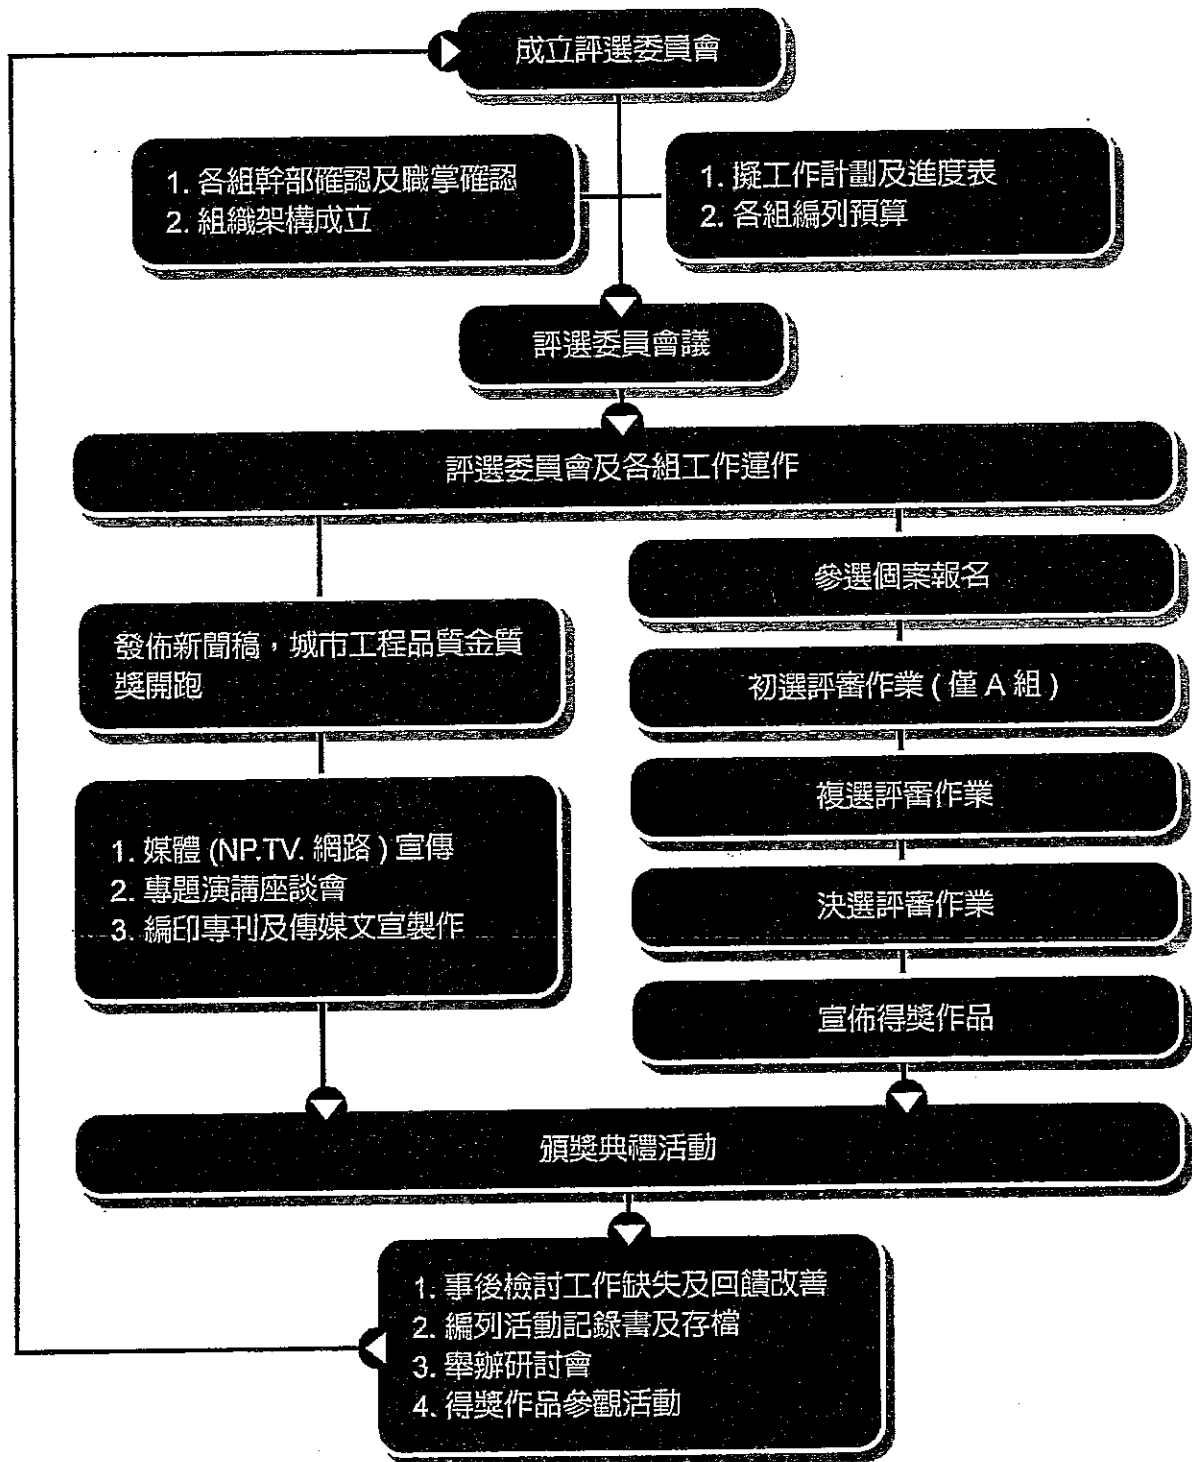 成立評選委員會
1. 各組幹部確認及職掌確認
2. 組織架構成立
1. 擬工作計劃及進度表
2. 各組編列預算
評選委員會議
評選委員會及各組工作運作
發佈新聞稿，城市工程品質金質
獎開跑
1. 媒體 (NP.TV. 網路 ) 宣傳
2. 專題演講座談會
3. 編印專刊及傳媒文宣製作
參選個案報名
初選評審作業 ( 僅 A 組 )
複選評審作業
決選評審作業
宣佈得獎作品
頒獎典禮活動
1. 事後檢討工作缺失及回饋改善
2. 編列活動記錄書及存檔
3. 舉辦研討會
4. 得獎作品參觀活動